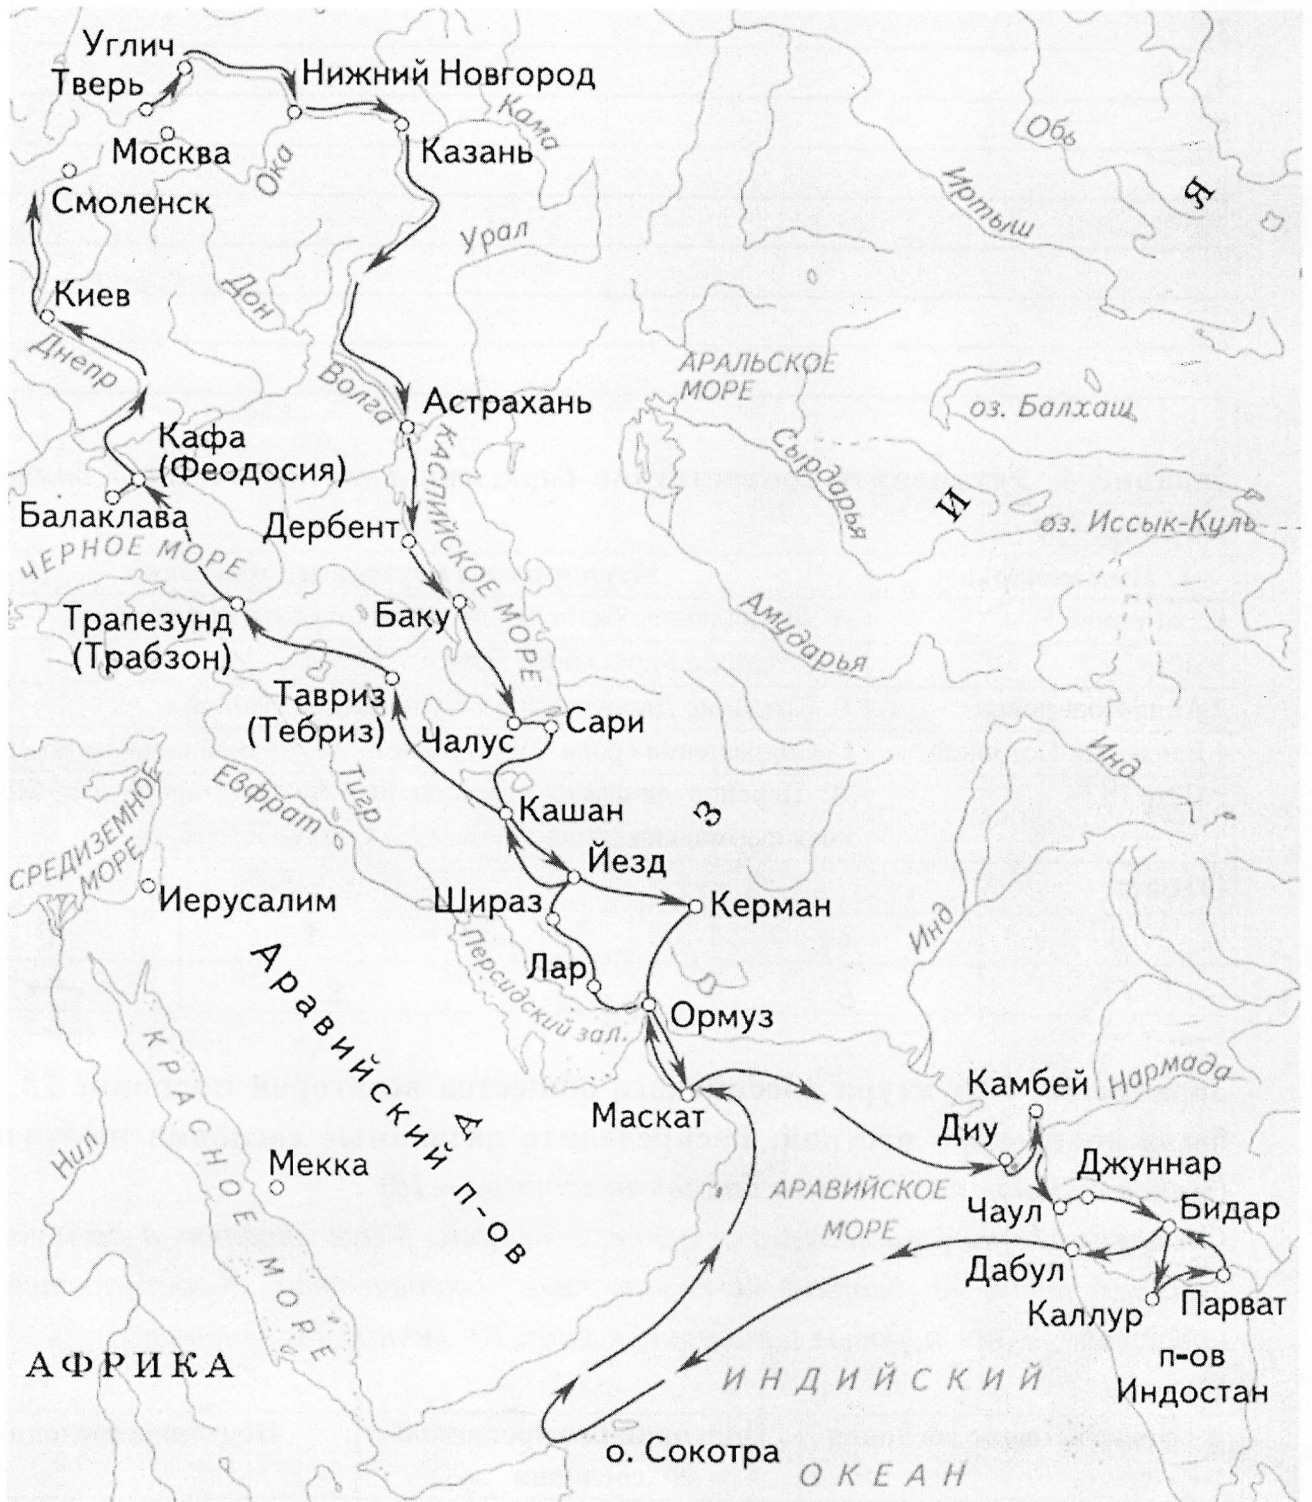 Углич
Тверь
Нижний Новгород
Москва
Ока
Кама
Казань
Обь
Иртыш
Я
Смоленск
Урал
Киев
Дон
Днепр
Волга
АРАЛЬСКОЕ
МОРЕ
оз. Балхаш
Астрахань
Кафа
(Феодосия)
Балаклава
КАСПИЙСКОЕ МОРЕ
Сырдарья
И
оз. Иссык-Куль
Дербент
ЧЕРНОЕ МОРЕ
Баку
Амударья
Трапезунд
(Трабзон)
Тавриз
(Тебриз)
Чалус
Сари
Инд
Евфрат
Тигр
Кашан
З
СРЕДИЗЕМНОЕ
МОРЕ
Йезд
Иерусалим
Шираз
Керман
Инд
Аравийский п-ов
Лар
Персидский зал.
Ормуз
КРАСНОЕ МОРЕ
А
Маскат
Камбей
Нармада
Диу
Нил
Мекка
Джуннар
АРАВИЙСКОЕ
МОРЕ
Чаул
Бидар
Дабул
Каллур
Парват
АФРИКА
п-ов
Индостан
ИНДИЙСКИЙ
о. Сокотра
ОКЕАН